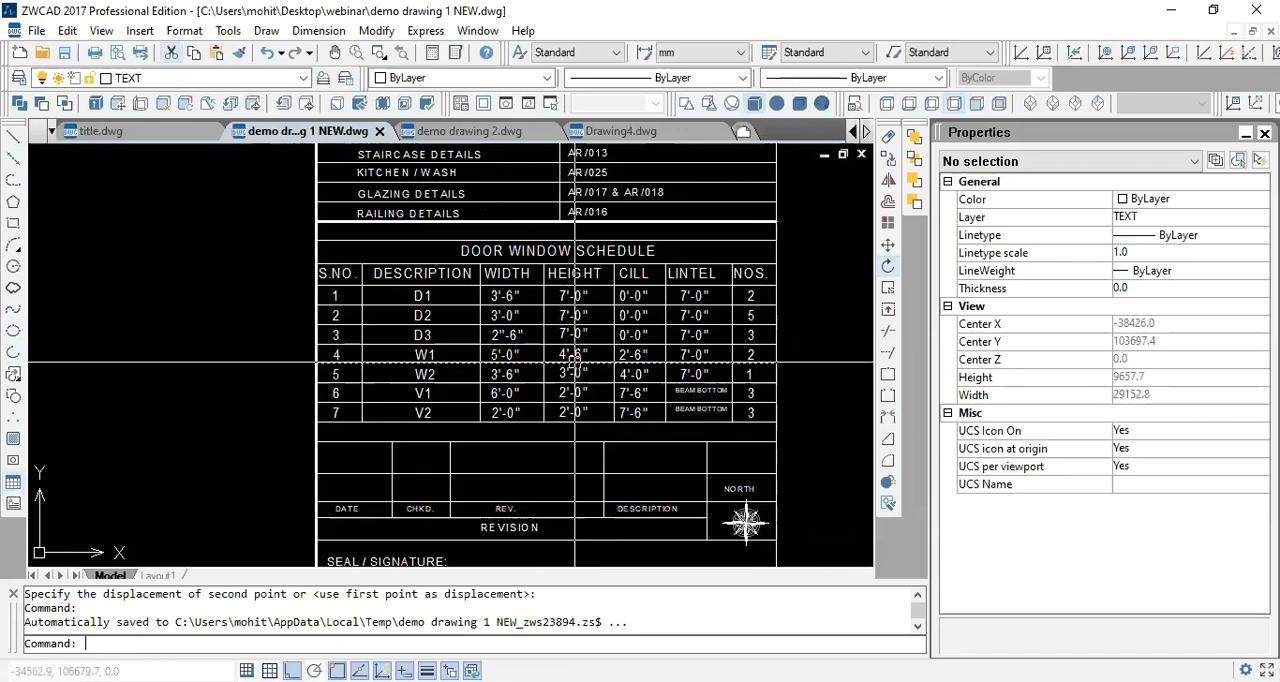 ZWCAD 2017 Professional Edition - [C:\Users\mohit\Desktop\webinar\demo drawing 1 NEW.dwg]
File Edit View Insert Format Tools Draw Dimension Modify Express Window Help
Standard mm Standard Standard
TEXT ByLayer ByLayer ByLayer ByColor
title.dwg demo dr...g 1 NEW.dwg demo drawing 2.dwg Drawing4.dwg
STAIRCASE DETAILS AR/013
KITCHEN / WASH AR/025
GLAZING DETAILS AR/017 & AR/018
RAILING DETAILS AR/016
DOOR WINDOW SCHEDULE
S.NO. DESCRIPTION WIDTH HEIGHT CILL LINTEL NOS.
1 D1 3'-6" 7'-0" 0'-0" 7'-0" 2
2 D2 3'-0" 7'-0" 0'-0" 7'-0" 5
3 D3 2"-6" 7'-0" 0'-0" 7'-0" 3
4 W1 5'-0" 4'-6" 2'-6" 7'-0" 2
5 W2 3'-6" 3'-0" 4'-0" 7'-0" 1
6 V1 6'-0" 2'-0" 7'-6" BEAM BOTTOM 3
7 V2 2'-0" 2'-0" 7'-6" BEAM BOTTOM 3
NORTH
DATE CHKD. REV. DESCRIPTION
REVISION
SEAL / SIGNATURE:
Y
X
Model Layout1
Properties
No selection
General
Color ByLayer
Layer TEXT
Linetype ByLayer
Linetype scale 1.0
LineWeight ByLayer
Thickness 0.0
View
Center X -38426.0
Center Y 103697.4
Center Z 0.0
Height 9657.7
Width 29152.8
Misc
UCS Icon On Yes
UCS icon at origin Yes
UCS per viewport Yes
UCS Name
Specify the displacement of second point or <use first point as displacement>:
Command:
Automatically saved to C:\Users\mohit\AppData\Local\Temp\demo drawing 1 NEW_zws23894.zs$ ...
Command:
-34562.9, 106679.7, 0.0